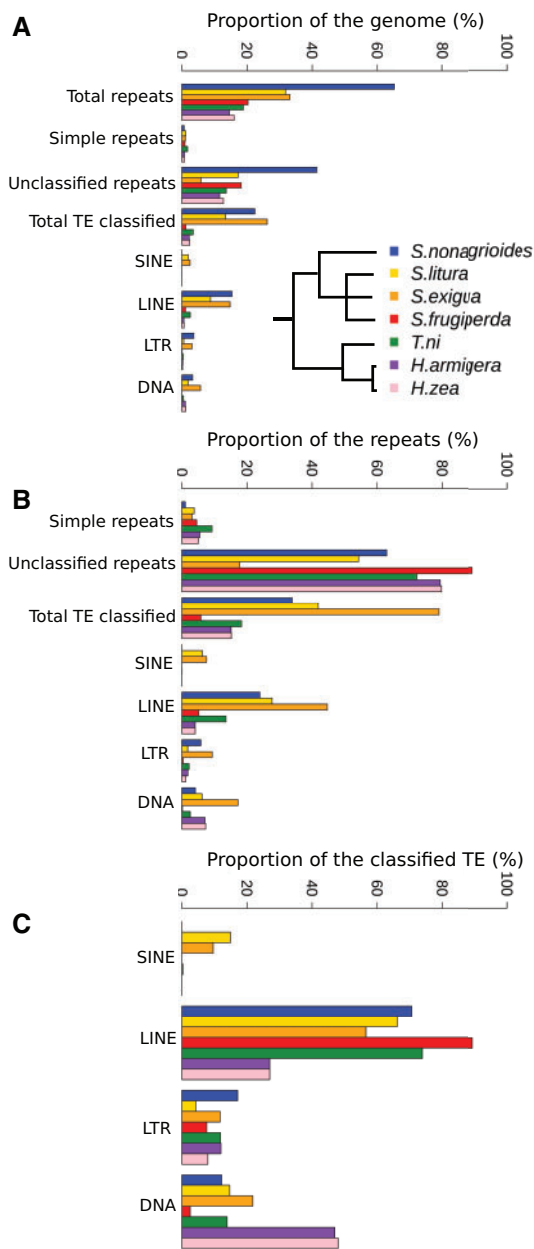 A
Proportion of the genome (%)
0 20 40 60 80 100
Total repeats
Simple repeats
Unclassified repeats
Total TE classified
SINE
LINE
LTR
DNA
S.nonagrioides
S.litura
S.exigua
S.frugiperda
T.ni
H.armigera
H.zea
B
Proportion of the repeats (%)
0 20 40 60 80 100
Simple repeats
Unclassified repeats
Total TE classified
SINE
LINE
LTR
DNA
C
Proportion of the classified TE (%)
0 20 40 60 80 100
SINE
LINE
LTR
DNA